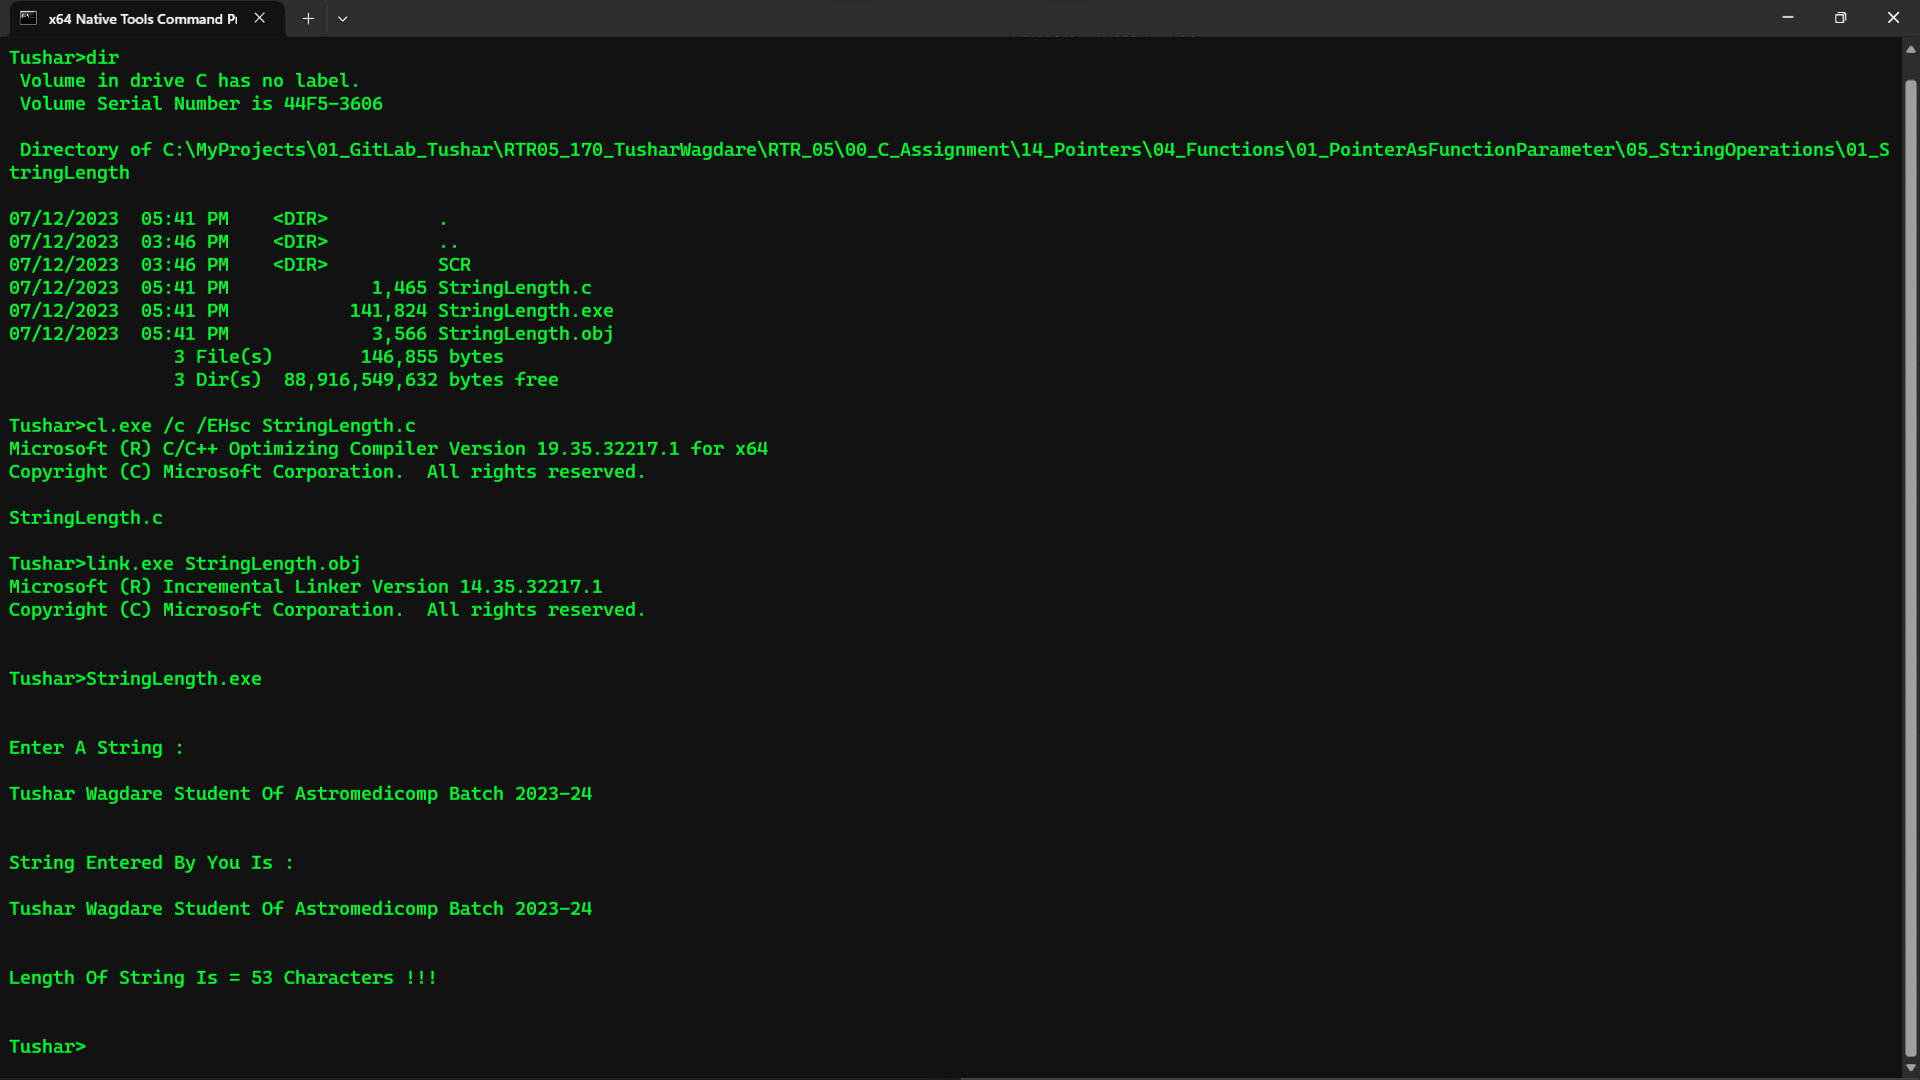 x64 Native Tools Command Pr
Tushar>dir
 Volume in drive C has no label.
 Volume Serial Number is 44F5-3606
 Directory of C:\MyProjects\01_GitLab_Tushar\RTR05_170_TusharWagdare\RTR_05\00_C_Assignment\14_Pointers\04_Functions\01_PointerAsFunctionParameter\05_StringOperations\01_S
tringLength
07/12/2023  05:41 PM    <DIR>          .
07/12/2023  03:46 PM    <DIR>          ..
07/12/2023  03:46 PM    <DIR>          SCR
07/12/2023  05:41 PM             1,465 StringLength.c
07/12/2023  05:41 PM           141,824 StringLength.exe
07/12/2023  05:41 PM             3,566 StringLength.obj
               3 File(s)        146,855 bytes
               3 Dir(s)  88,916,549,632 bytes free
Tushar>cl.exe /c /EHsc StringLength.c
Microsoft (R) C/C++ Optimizing Compiler Version 19.35.32217.1 for x64
Copyright (C) Microsoft Corporation.  All rights reserved.
StringLength.c
Tushar>link.exe StringLength.obj
Microsoft (R) Incremental Linker Version 14.35.32217.1
Copyright (C) Microsoft Corporation.  All rights reserved.
Tushar>StringLength.exe
Enter A String :
Tushar Wagdare Student Of Astromedicomp Batch 2023-24
String Entered By You Is :
Tushar Wagdare Student Of Astromedicomp Batch 2023-24
Length Of String Is = 53 Characters !!!
Tushar>